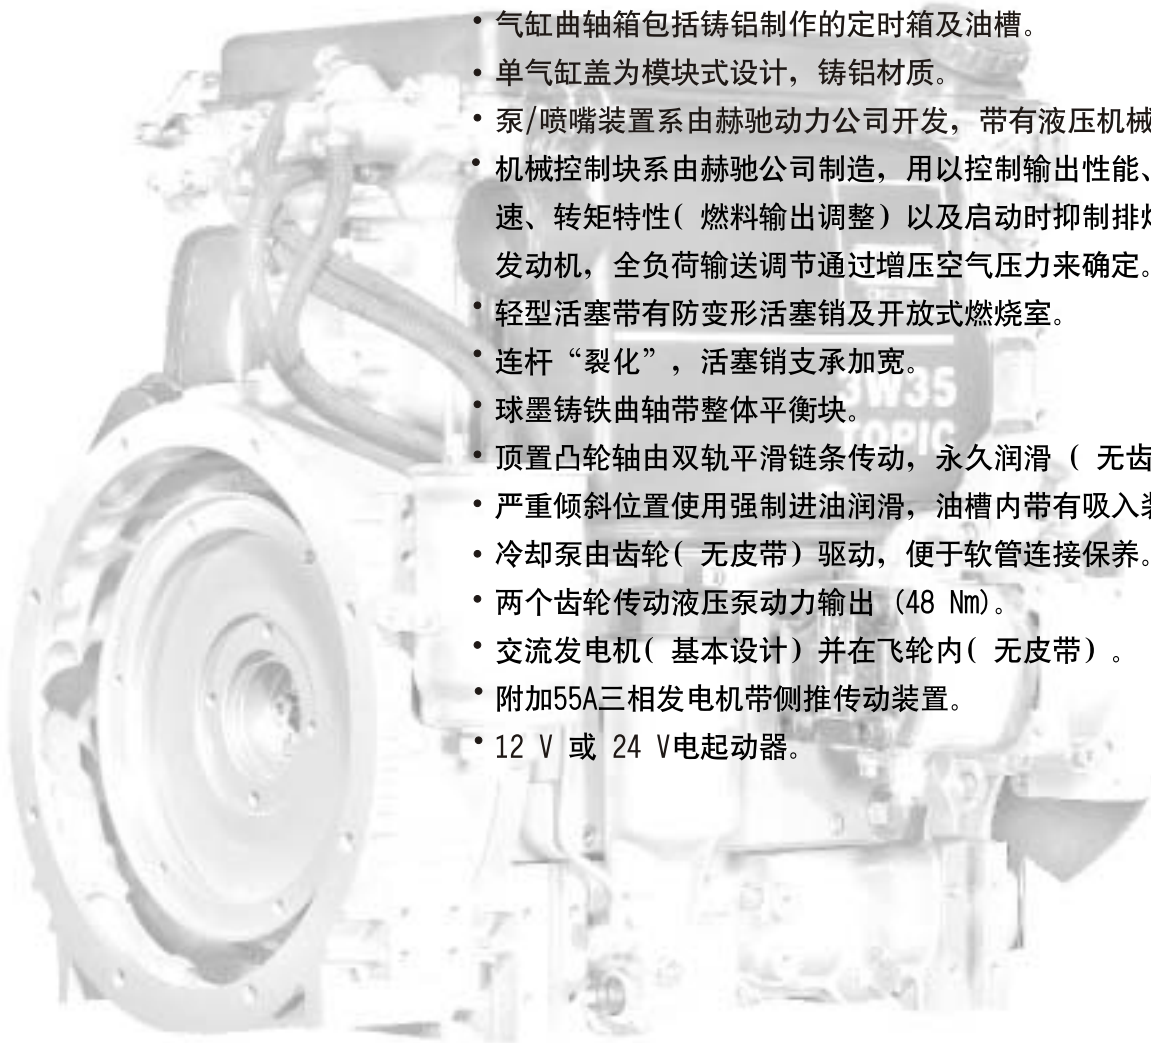 • 气缸曲轴箱包括铸铝制作的定时箱及油槽。
• 单气缸盖为模块式设计，铸铝材质。
• 泵/喷嘴装置系由赫驰动力公司开发，带有液压机械
• 机械控制块系由赫驰公司制造，用以控制输出性能、
速、转矩特性( 燃料输出调整) 以及启动时抑制排
发动机，全负荷输送调节通过增压空气压力来确定。
• 轻型活塞带有防变形活塞销及开放式燃烧室。
• 连杆“裂化”，活塞销支承加宽。
3W35
• 球墨铸铁曲轴带整体平衡块。
TOPIC
• 顶置凸轮轴由双轨平滑链条传动，永久润滑 ( 无齿
• 严重倾斜位置使用强制进油润滑，油槽内带有吸入
• 冷却泵由齿轮( 无皮带) 驱动，便于软管连接保养。
• 两个齿轮传动液压泵动力输出 (48 Nm)。
• 交流发电机( 基本设计) 并在飞轮内( 无皮带) 。
• 附加55A三相发电机带侧推传动装置。
• 12 V 或 24 V电起动器。